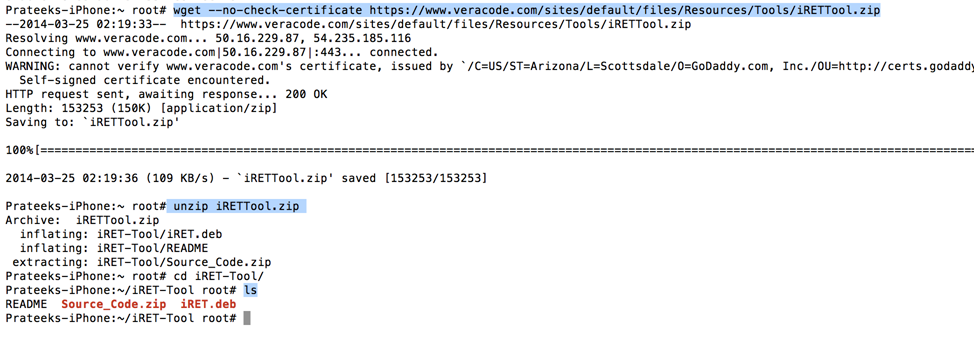 Prateeks-iPhone:~ root# wget --no-check-certificate https://www.veracode.com/sites/default/files/Resources/Tools/iRETTool.zip
--2014-03-25 02:19:33--  https://www.veracode.com/sites/default/files/Resources/Tools/iRETTool.zip
Resolving www.veracode.com... 50.16.229.87, 54.235.185.116
Connecting to www.veracode.com|50.16.229.87|:443... connected.
WARNING: cannot verify www.veracode.com's certificate, issued by `/C=US/ST=Arizona/L=Scottsdale/O=GoDaddy.com, Inc./OU=http://certs.godaddy
  Self-signed certificate encountered.
HTTP request sent, awaiting response... 200 OK
Length: 153253 (150K) [application/zip]
Saving to: `iRETTool.zip'
100%[=====================================================================================================================================
2014-03-25 02:19:36 (109 KB/s) - `iRETTool.zip' saved [153253/153253]
Prateeks-iPhone:~ root# unzip iRETTool.zip
Archive:  iRETTool.zip
  inflating: iRET-Tool/iRET.deb
  inflating: iRET-Tool/README
 extracting: iRET-Tool/Source_Code.zip
Prateeks-iPhone:~ root# cd iRET-Tool/
Prateeks-iPhone:~/iRET-Tool root# ls
README  Source_Code.zip  iRET.deb
Prateeks-iPhone:~/iRET-Tool root#